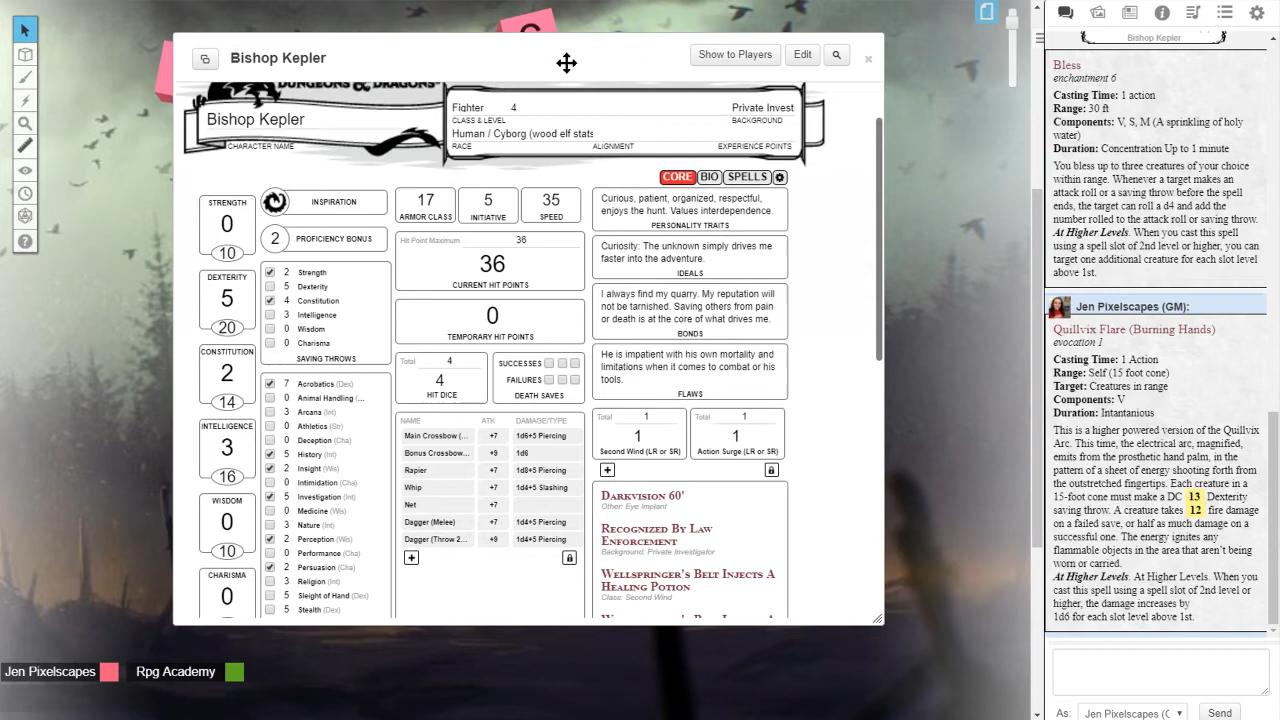 Bishop Kepler
Show to Players
Edit
DUNGEONS & DRAGONS
Bishop Kepler
CHARACTER NAME
Fighter 4 Private Invest
CLASS & LEVEL BACKGROUND
Human / Cyborg (wood elf stats
RACE ALIGNMENT EXPERIENCE POINTS
CORE BIO SPELLS
STRENGTH
0
10
DEXTERITY
5
20
CONSTITUTION
2
14
INTELLIGENCE
3
16
WISDOM
0
10
CHARISMA
0
INSPIRATION
2 PROFICIENCY BONUS
2 Strength
5 Dexterity
4 Constitution
3 Intelligence
0 Wisdom
0 Charisma
SAVING THROWS
7 Acrobatics (Dex)
0 Animal Handling (...
3 Arcana (Int)
0 Athletics (Str)
0 Deception (Cha)
5 History (Int)
2 Insight (Wis)
0 Intimidation (Cha)
5 Investigation (Int)
0 Medicine (Wis)
3 Nature (Int)
2 Perception (Wis)
0 Performance (Cha)
2 Persuasion (Cha)
3 Religion (Int)
5 Sleight of Hand (Dex)
5 Stealth (Dex)
17 5 35
ARMOR CLASS INITIATIVE SPEED
Hit Point Maximum 36
36
CURRENT HIT POINTS
0
TEMPORARY HIT POINTS
Total 4
4
HIT DICE
SUCCESSES
FAILURES
DEATH SAVES
NAME ATK DAMAGE/TYPE
Main Crossbow (... +7 1d6+5 Piercing
Bonus Crossbow... +9 1d6
Rapier +7 1d8+5 Piercing
Whip +7 1d4+5 Slashing
Net +7
Dagger (Melee) +7 1d4+5 Piercing
Dagger (Throw 2... +9 1d4+5 Piercing
Curious, patient, organized, respectful,
enjoys the hunt. Values interdependence.
PERSONALITY TRAITS
Curiosity: The unknown simply drives me
faster into the adventure.
IDEALS
I always find my quarry. My reputation will
not be tarnished. Saving others from pain
or death is at the core of what drives me.
BONDS
He is impatient with his own mortality and
limitations when it comes to combat or his
tools.
FLAWS
Total 1 Total 1
1 1
Second Wind (LR or SR) Action Surge (LR or SR)
DARKVISION 60'
Other: Eye Implant
RECOGNIZED BY LAW
ENFORCEMENT
Background: Private Investigator
WELLSPRINGER'S BELT INJECTS A
HEALING POTION
Class: Second Wind
Jen Pixelscapes
Rpg Academy
Bishop Kepler
Bless
enchantment 6
Casting Time: 1 action
Range: 30 ft
Components: V, S, M (A sprinkling of holy
water)
Duration: Concentration Up to 1 minute
You bless up to three creatures of your choice
within range. Whenever a target makes an
attack roll or a saving throw before the spell
ends, the target can roll a d4 and add the
number rolled to the attack roll or saving throw.
At Higher Levels. When you cast this spell
using a spell slot of 2nd level or higher, you can
target one additional creature for each slot level
above 1st.
Jen Pixelscapes (GM):
Quillvix Flare (Burning Hands)
evocation 1
Casting Time: 1 Action
Range: Self (15 foot cone)
Target: Creatures in range
Components: V
Duration: Intantanious
This is a higher powered version of the Quillvix
Arc. This time, the electrical arc, magnified,
emits from the prosthetic hand palm, in the
pattern of a sheet of energy shooting forth from
the outstretched fingertips. Each creature in a
15-foot cone must make a DC 13 Dexterity
saving throw. A creature takes 12 fire damage
on a failed save, or half as much damage on a
successful one. The energy ignites any
flammable objects in the area that aren't being
worn or carried.
At Higher Levels. At Higher Levels. When you
cast this spell using a spell slot of 2nd level or
higher, the damage increases by
1d6 for each slot level above 1st.
As: Jen Pixelscapes (G
Send